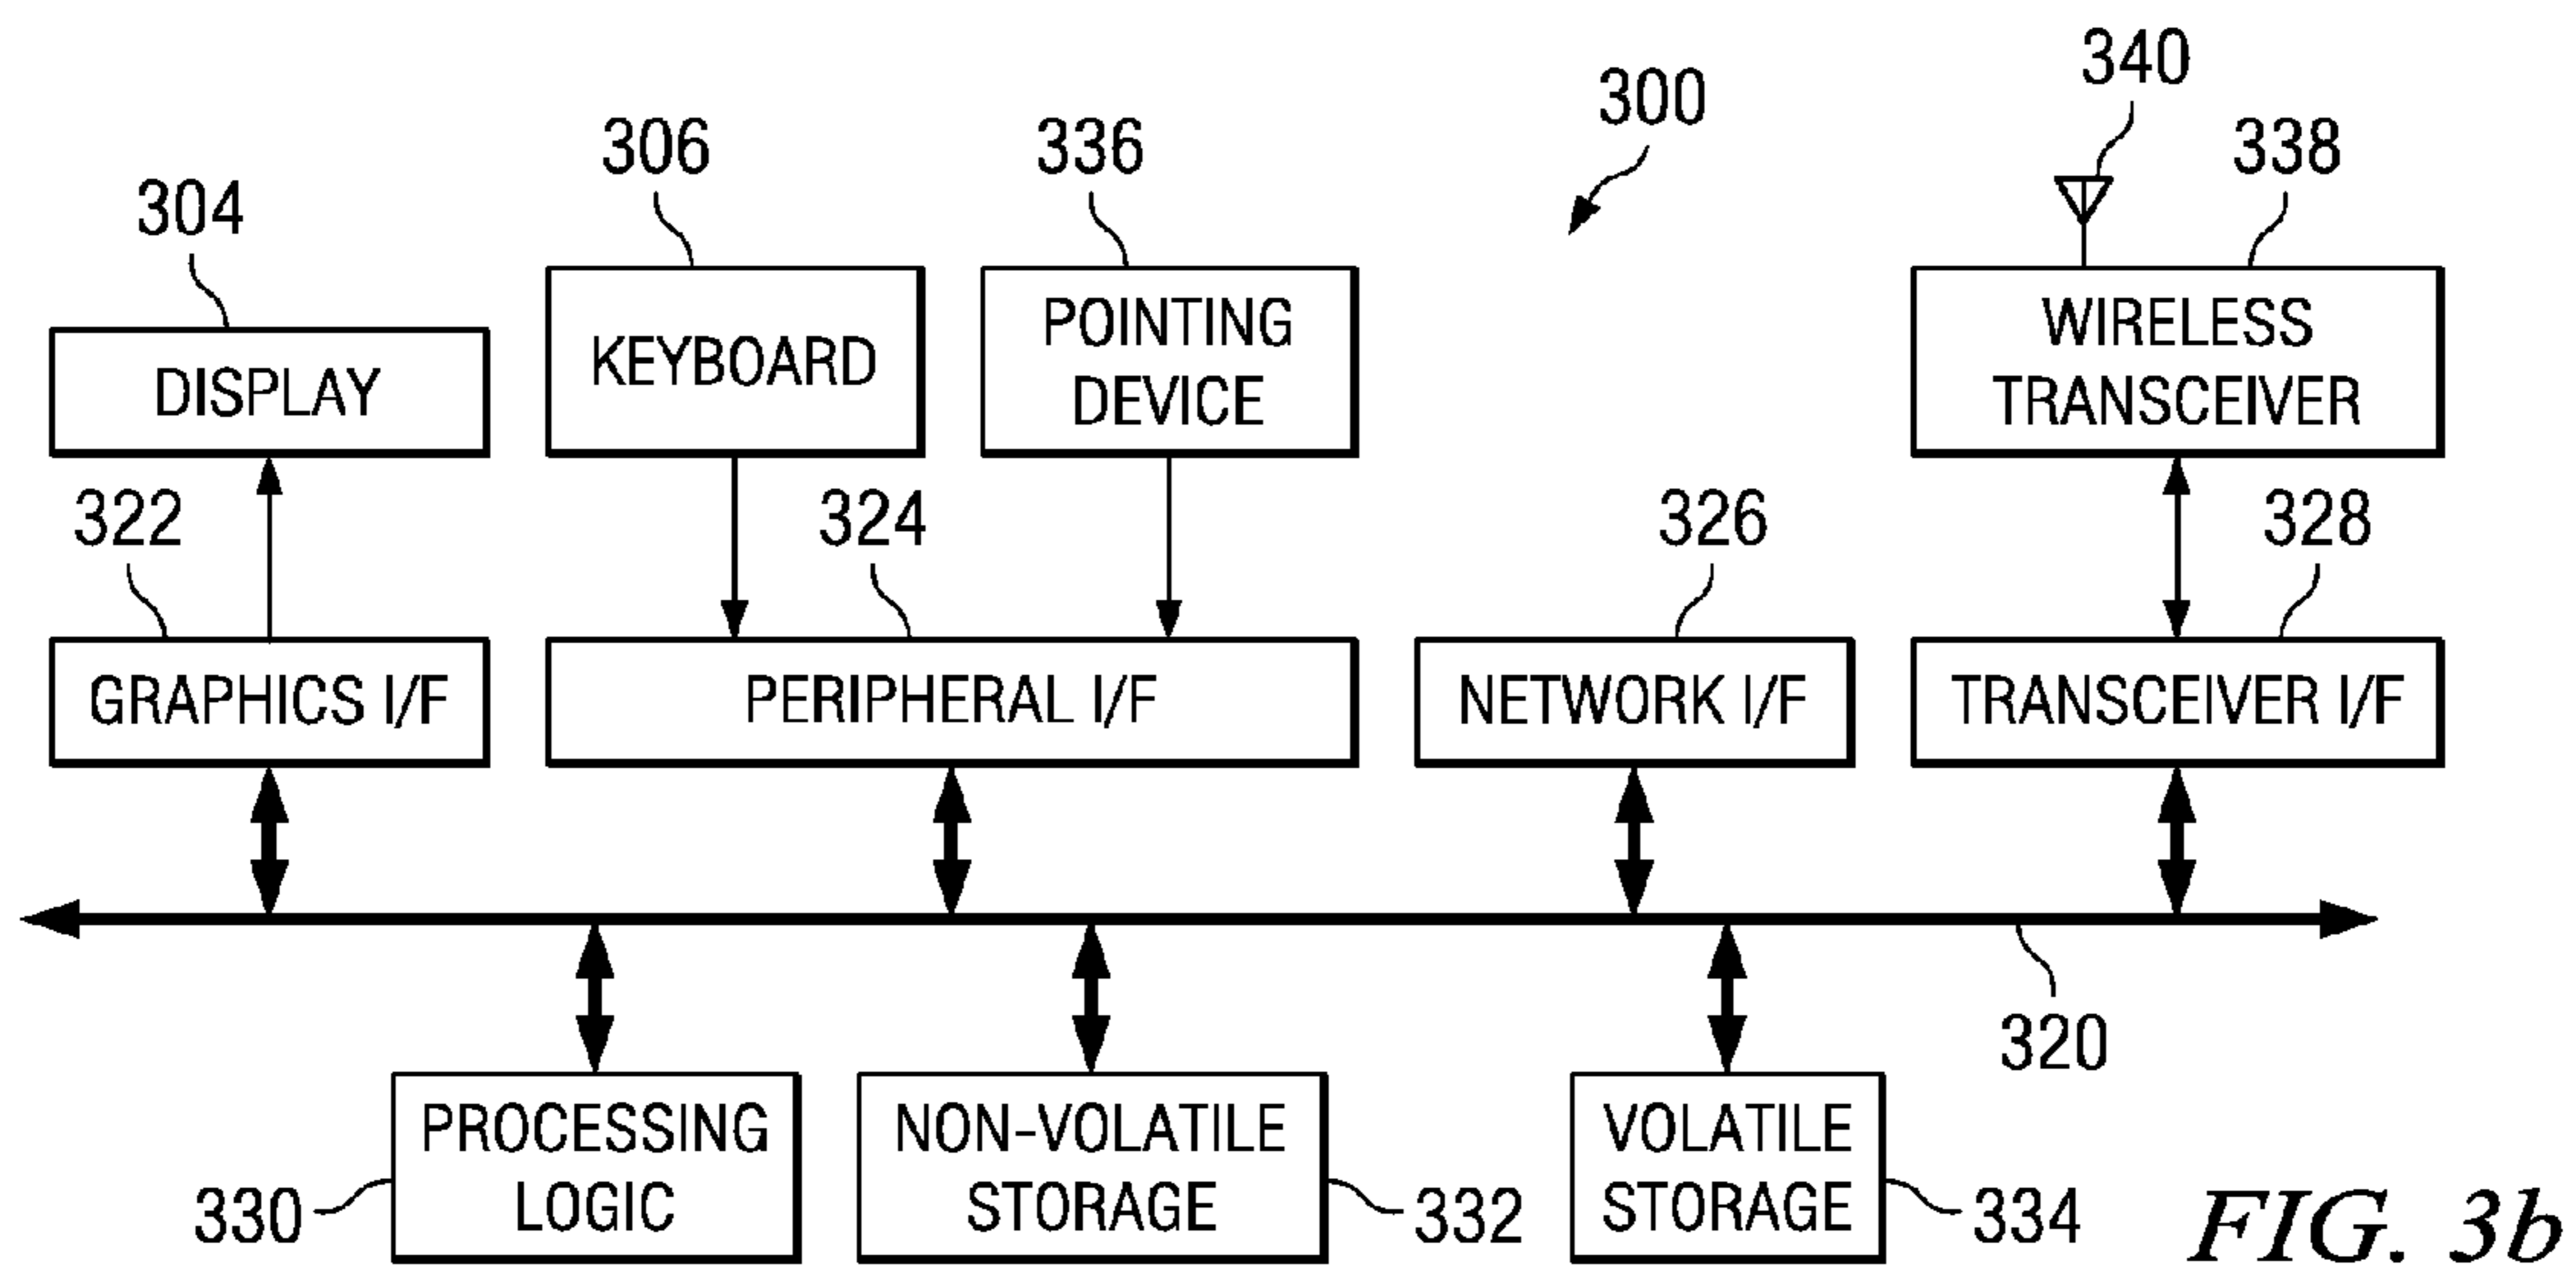 340
300
306
336
338
304
KEYBOARD
POINTING
DEVICE
WIRELESS
TRANSCEIVER
DISPLAY
322
324
326
328
GRAPHICS I/F
PERIPHERAL I/F
NETWORK I/F
TRANSCEIVER I/F
320
PROCESSING
LOGIC
330
NON-VOLATILE
STORAGE
332
VOLATILE
STORAGE
334
FIG. 3b